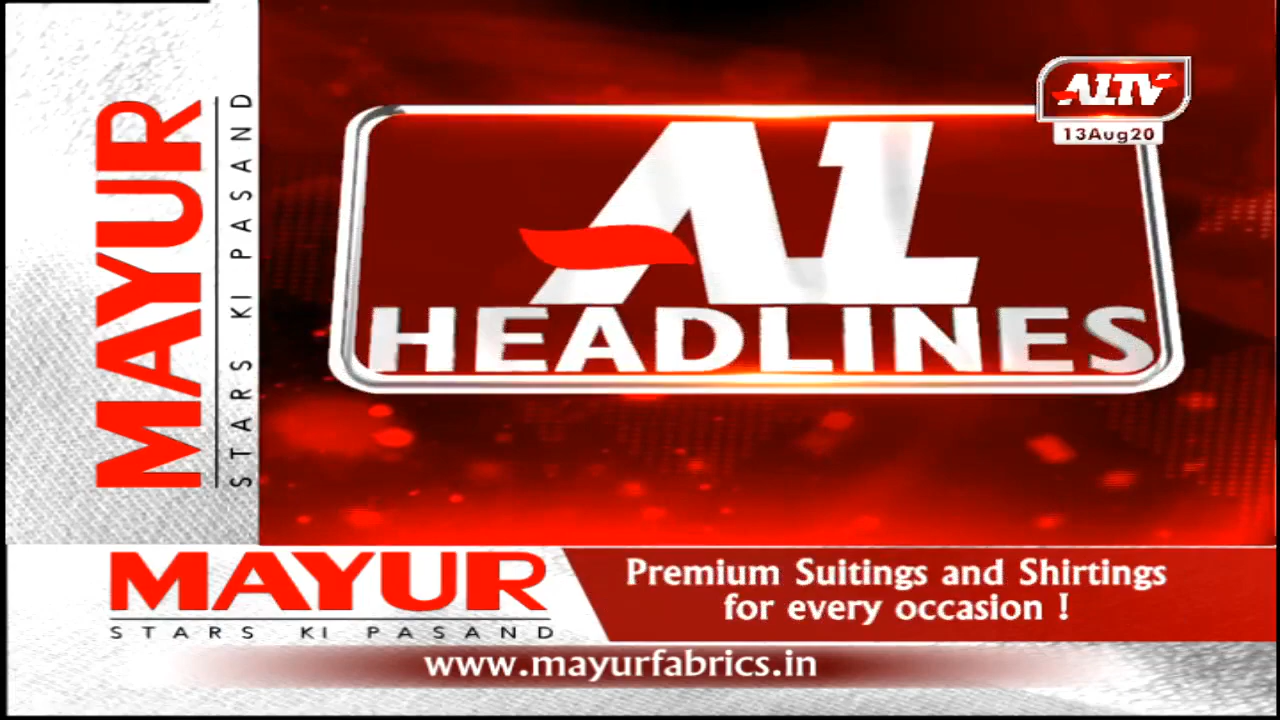 MAYUR
STARS KI PASAND
ALTV
13Aug20
AL
HEADLINES
MAYUR
STARS KI PASAND
Premium Suitings and Shirtings
for every occasion !
www.mayurfabrics.in